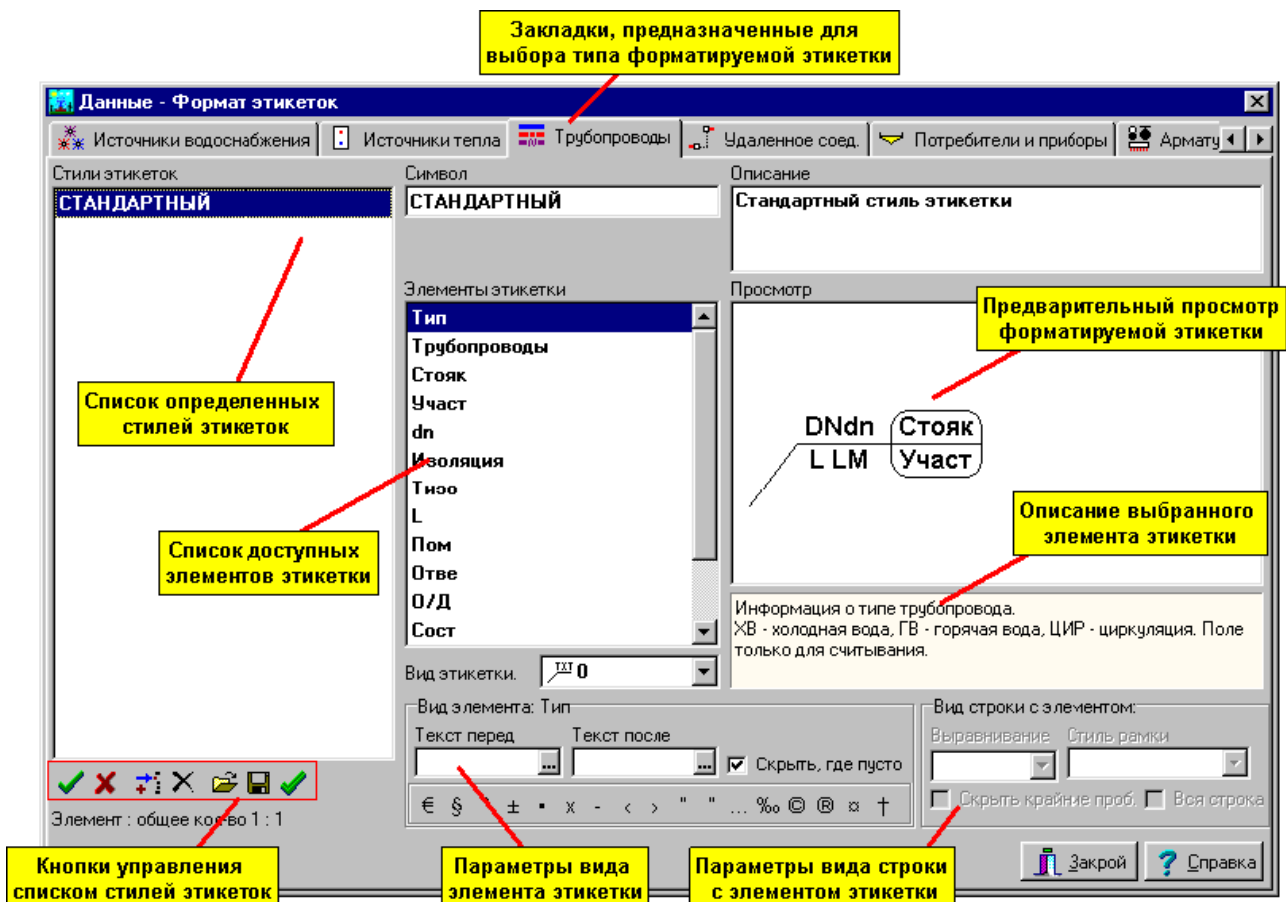 Закладки, предназначенные для
выбора типа форматируемой этикетки
Данные - Формат этикеток
Источники водоснабжения
Источники тепла
Трубопроводы
Удаленное соед.
Потребители и приборы
Армату
Стили этикеток
Символ
Описание
СТАНДАРТНЫЙ
СТАНДАРТНЫЙ
Стандартный стиль этикетки
Элементы этикетки
Просмотр
Тип
Трубопроводы
Стояк
Участ
dn
Изоляция
Тизо
L
Пом
Отве
О/Д
Сост
Предварительный просмотр
форматируемой этикетки
Список определенных
стилей этикеток
DNdn Стояк
L LM Участ
Описание выбранного
элемента этикетки
Список доступных
элементов этикетки
Информация о типе трубопровода.
ХВ - холодная вода, ГВ - горячая вода, ЦИР - циркуляция. Поле
только для считывания.
Вид этикетки.
TXT 0
Вид элемента: Тип
Вид строки с элементом:
Текст перед
Текст после
Выравнивание
Стиль рамки
... ...
Скрыть, где пусто
€ § ± ▪ x - ‹ › " " … ‰ © ® ¤ †
Скрыть крайние проб.
Вся строка
Элемент : общее кол-во 1 : 1
Закрой
Справка
Кнопки управления
списком стилей этикеток
Параметры вида
элемента этикетки
Параметры вида строки
с элементом этикетки